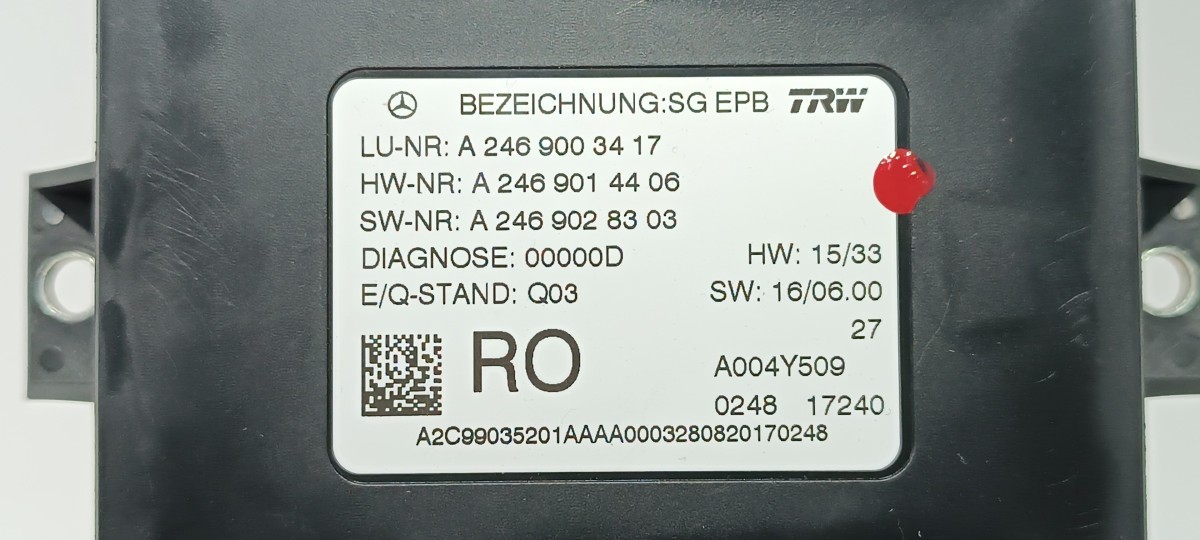 BEZEICHNUNG:SG EPB TRW
LU-NR: A 246 900 34 17
HW-NR: A 246 901 44 06
SW-NR: A 246 902 83 03
DIAGNOSE: 00000D HW: 15/33
E/Q-STAND: Q03 SW: 16/06.00
27
RO A004Y509
0248 17240
A2C99035201AAAA0003280820170248